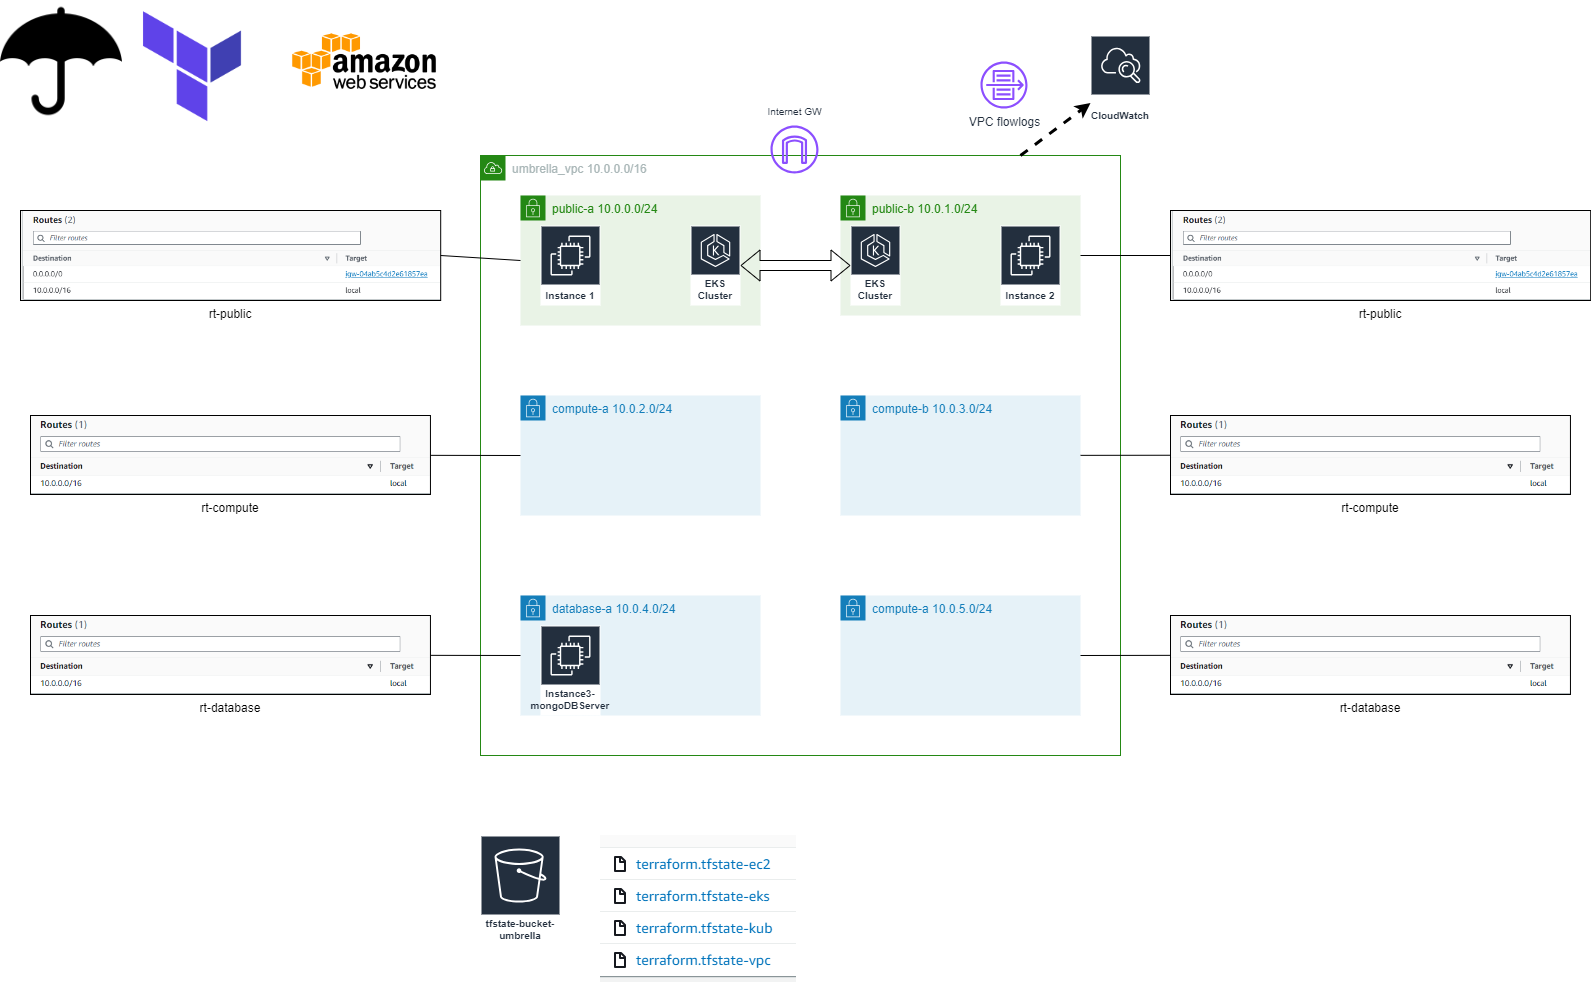 amazon
web services
Internet GW
VPC flowlogs
CloudWatch
umbrella_vpc 10.0.0.0/16
public-a 10.0.0.0/24
Instance 1
EKS
Cluster
public-b 10.0.1.0/24
EKS
Cluster
Instance 2
Routes (2)
Filter routes
Destination Target
0.0.0.0/0 igw-04ab5c4d2e61857ea
10.0.0.0/16 local
rt-public
Routes (2)
Filter routes
Destination Target
0.0.0.0/0 igw-04ab5c4d2e61857ea
10.0.0.0/16 local
rt-public
compute-a 10.0.2.0/24
compute-b 10.0.3.0/24
Routes (1)
Filter routes
Destination Target
10.0.0.0/16 local
rt-compute
Routes (1)
Filter routes
Destination Target
10.0.0.0/16 local
rt-compute
database-a 10.0.4.0/24
Instance3-
mongoDBServer
compute-a 10.0.5.0/24
Routes (1)
Filter routes
Destination Target
10.0.0.0/16 local
rt-database
Routes (1)
Filter routes
Destination Target
10.0.0.0/16 local
rt-database
tfstate-bucket-
umbrella
terraform.tfstate-ec2
terraform.tfstate-eks
terraform.tfstate-kub
terraform.tfstate-vpc